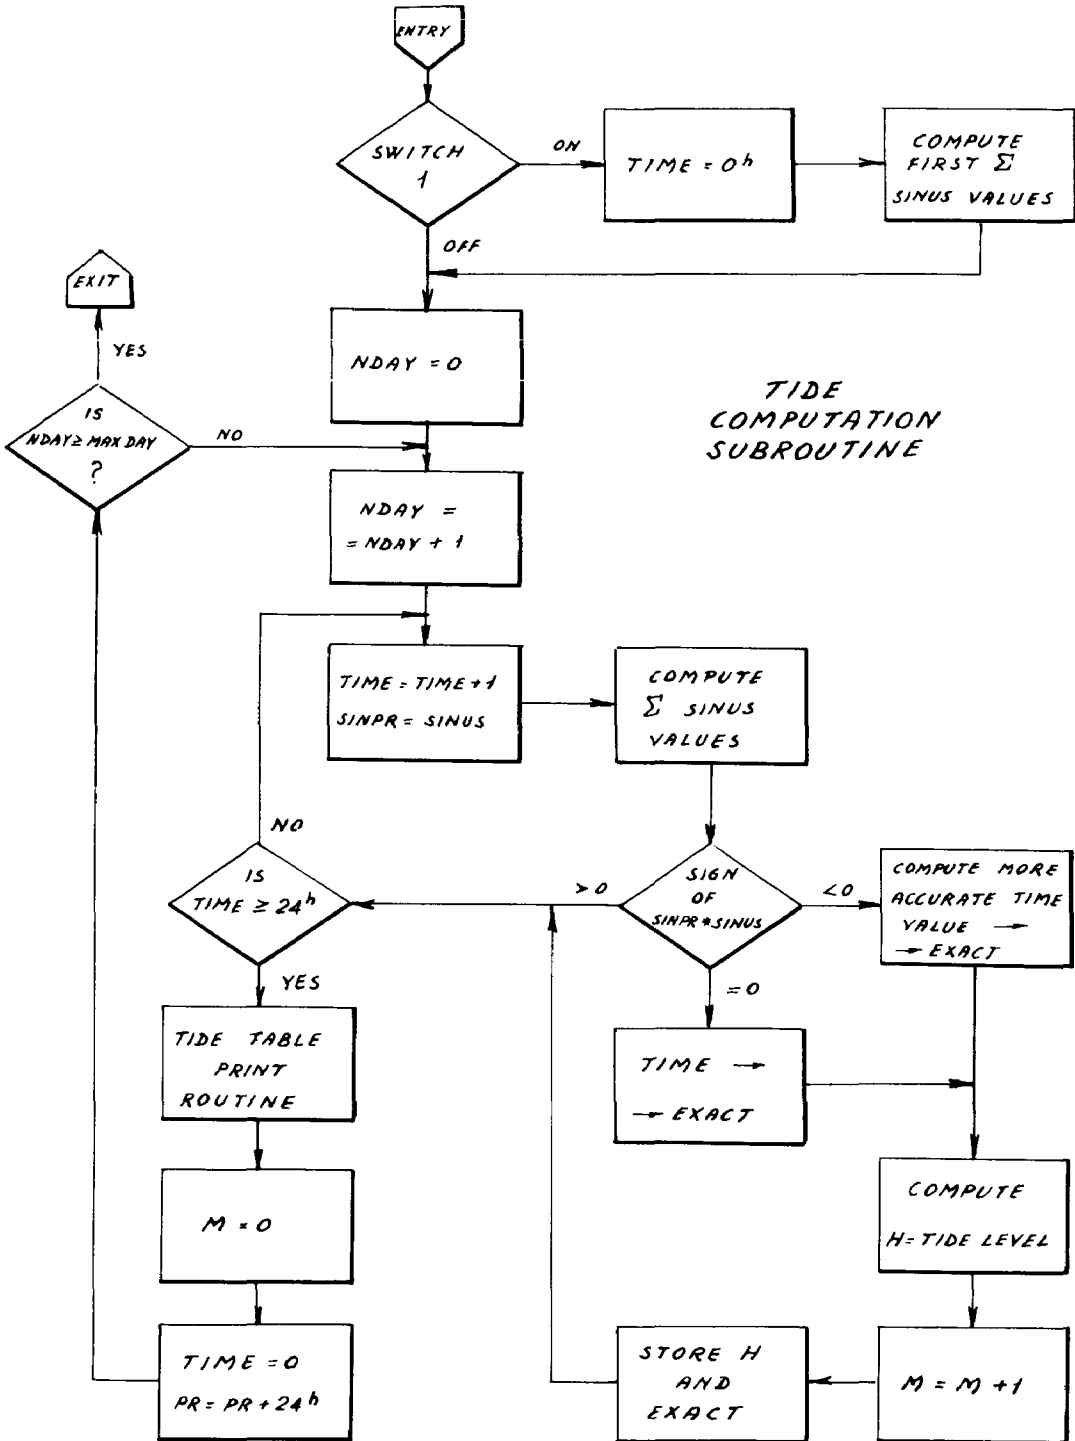 ENTRY
SWITCH
1
ON
TIME = 0ʰ
COMPUTE
FIRST Σ
SINUS VALUES
OFF
EXIT
YES
NDAY = 0
TIDE
COMPUTATION
SUBROUTINE
IS
NDAY ≥ MAX DAY
?
NO
NDAY =
= NDAY + 1
TIME = TIME + 1
SINPR = SINUS
COMPUTE
Σ SINUS
VALUES
NO
IS
TIME ≥ 24ʰ
> 0
SIGN
OF
SINPR * SINUS
< 0
COMPUTE MORE
ACCURATE TIME
VALUE →
→ EXACT
YES
= 0
TIDE TABLE
PRINT
ROUTINE
TIME →
→ EXACT
M = 0
COMPUTE
H = TIDE LEVEL
TIME = 0
PR = PR + 24ʰ
STORE H
AND
EXACT
M = M + 1